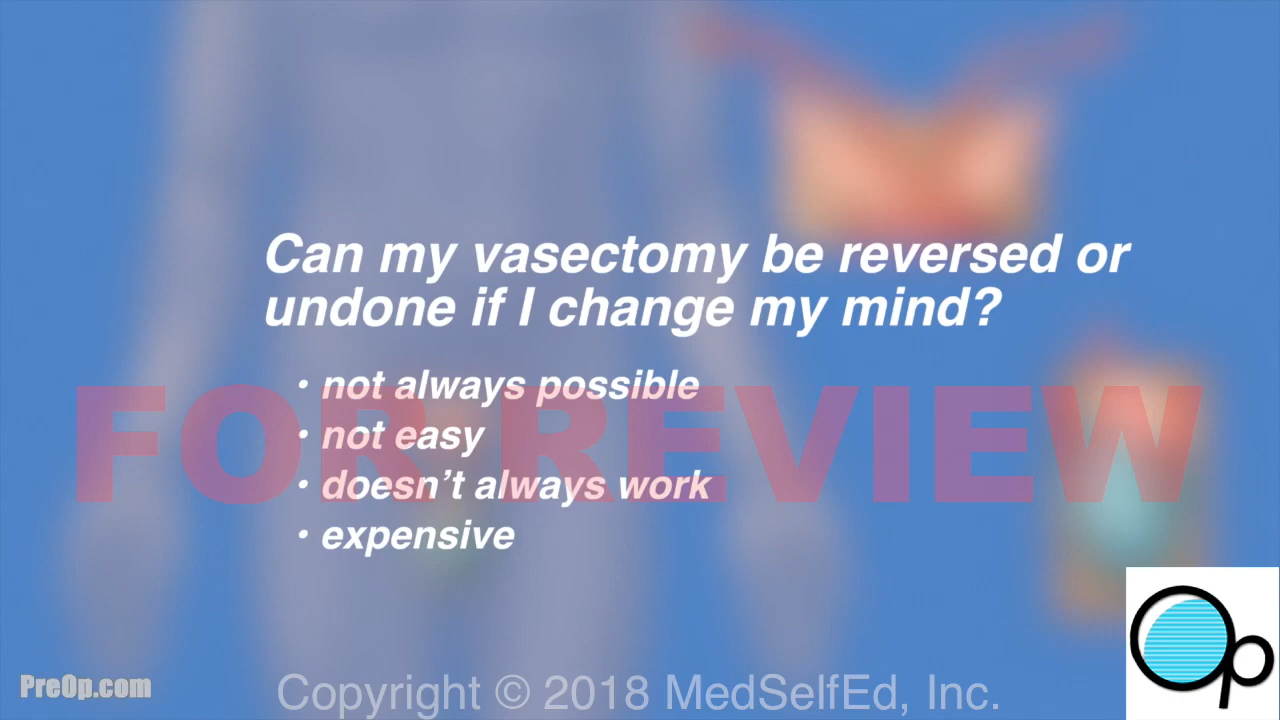 Can my vasectomy be reversed or
undone if I change my mind?
• not always possible
• not easy
FOR REVIEW
• doesn't always work
• expensive
PreOp.com
Copyright © 2018 MedSelfEd, Inc.
Op